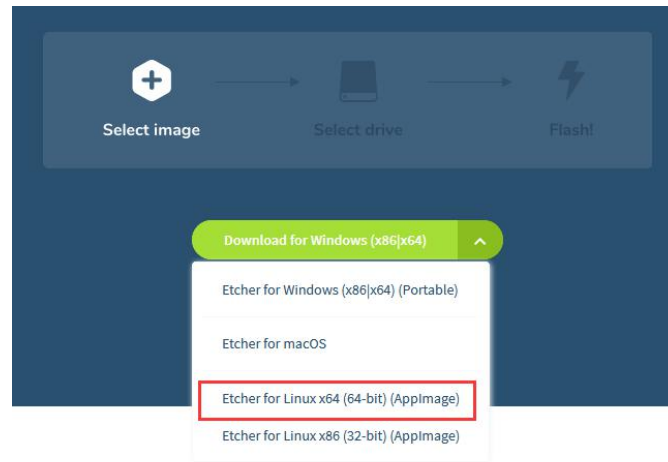 Select image
Select drive
Flash!
Download for Windows (x86|x64)
Etcher for Windows (x86|x64) (Portable)
Etcher for macOS
Etcher for Linux x64 (64-bit) (AppImage)
Etcher for Linux x86 (32-bit) (AppImage)